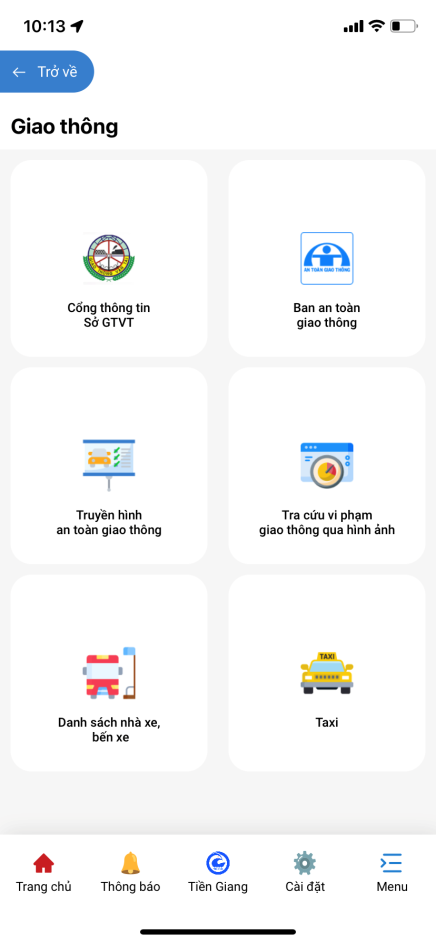 10:13
Trở về
Giao thông
Cổng thông tin
Sở GTVT
AN TOÀN GIAO THÔNG
Ban an toàn
giao thông
Truyền hình
an toàn giao thông
Tra cứu vi phạm
giao thông qua hình ảnh
Danh sách nhà xe,
bến xe
TAXI
Taxi
Trang chủ
Thông báo
Tiền Giang
Cài đặt
Menu